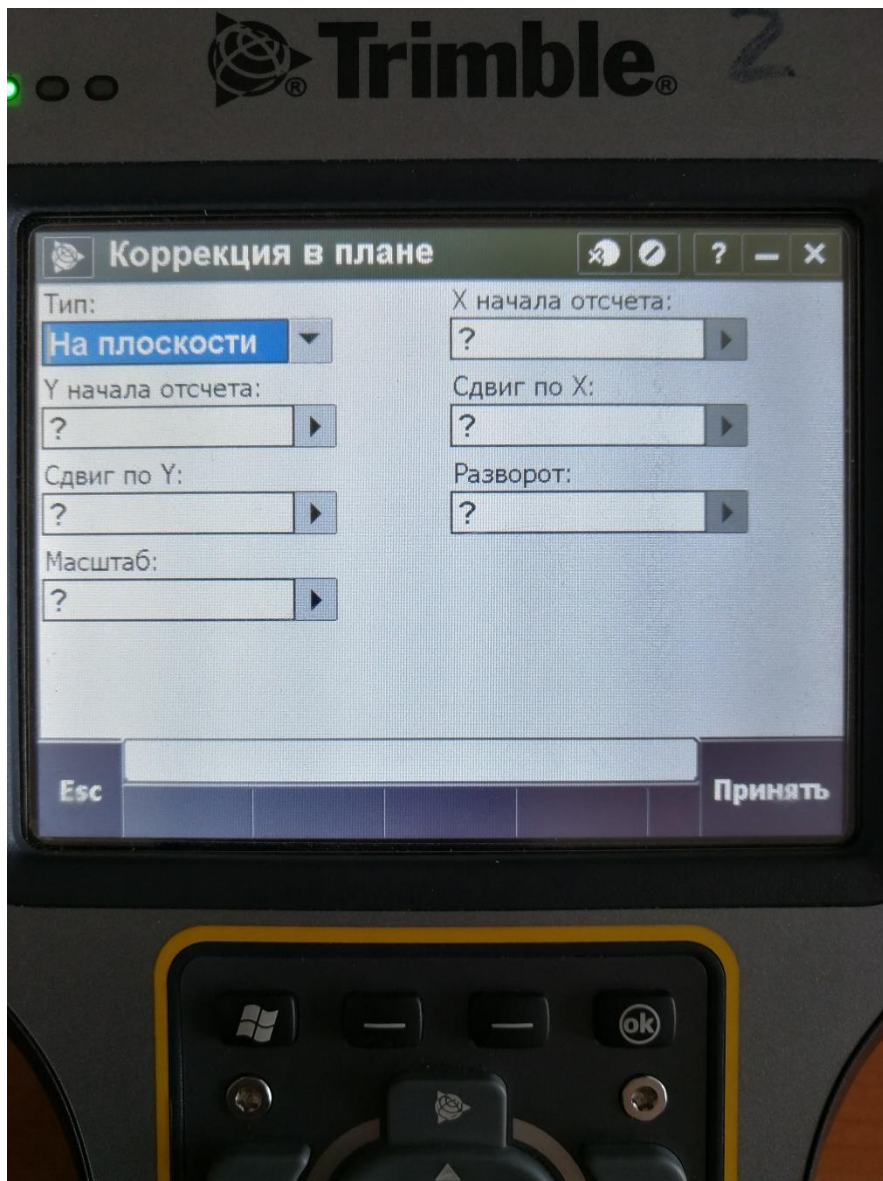 Trimble® 2
Коррекция в плане ? – ×
Тип:
На плоскости
X начала отсчета:
?
Y начала отсчета:
?
Сдвиг по X:
?
Сдвиг по Y:
?
Разворот:
?
Масштаб:
?
Esc
Принять
ok